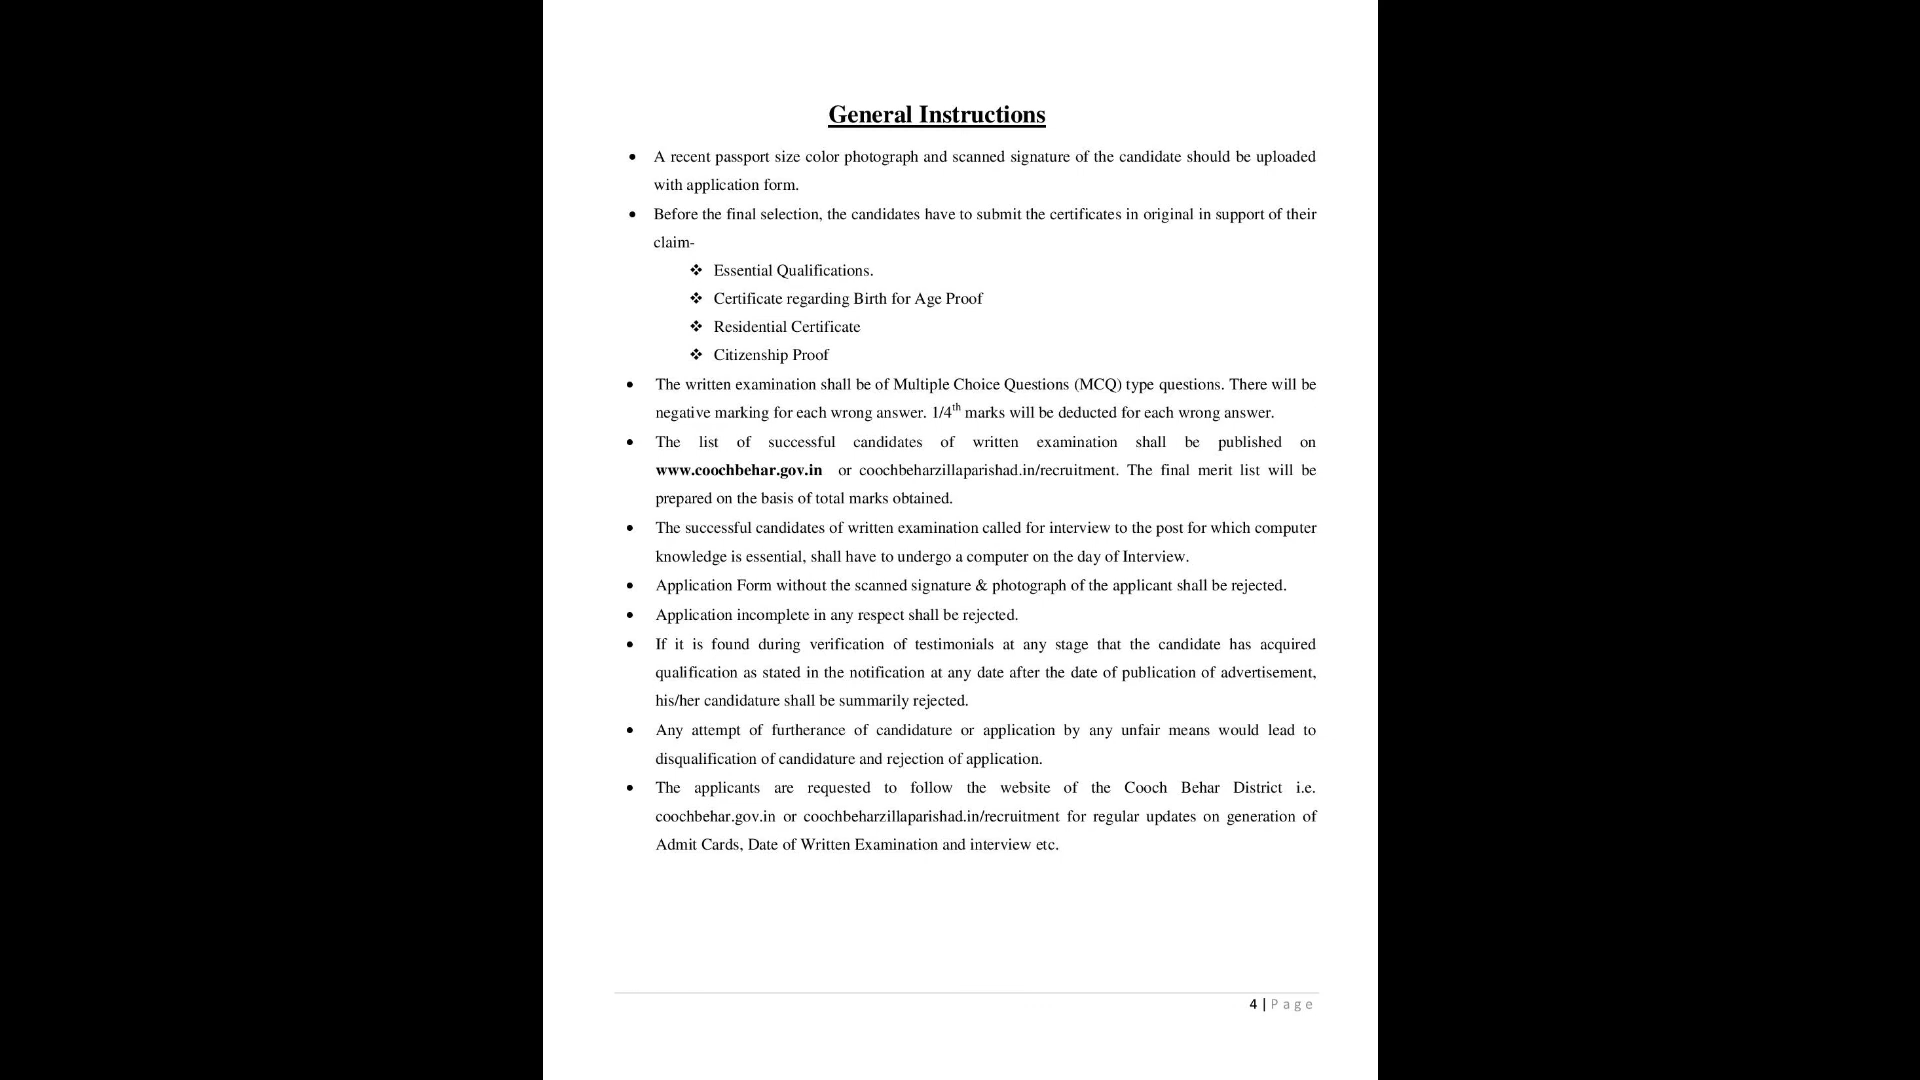 General Instructions
• A recent passport size color photograph and scanned signature of the candidate should be uploaded
with application form.
• Before the final selection, the candidates have to submit the certificates in original in support of their
claim-
❖ Essential Qualifications.
❖ Certificate regarding Birth for Age Proof
❖ Residential Certificate
❖ Citizenship Proof
• The written examination shall be of Multiple Choice Questions (MCQ) type questions. There will be
negative marking for each wrong answer. 1/4th marks will be deducted for each wrong answer.
• The list of successful candidates of written examination shall be published on
www.coochbehar.gov.in or coochbeharzillaparishad.in/recruitment. The final merit list will be
prepared on the basis of total marks obtained.
• The successful candidates of written examination called for interview to the post for which computer
knowledge is essential, shall have to undergo a computer on the day of Interview.
• Application Form without the scanned signature & photograph of the applicant shall be rejected.
• Application incomplete in any respect shall be rejected.
• If it is found during verification of testimonials at any stage that the candidate has acquired
qualification as stated in the notification at any date after the date of publication of advertisement,
his/her candidature shall be summarily rejected.
• Any attempt of furtherance of candidature or application by any unfair means would lead to
disqualification of candidature and rejection of application.
• The applicants are requested to follow the website of the Cooch Behar District i.e.
coochbehar.gov.in or coochbeharzillaparishad.in/recruitment for regular updates on generation of
Admit Cards, Date of Written Examination and interview etc.
4 | Page